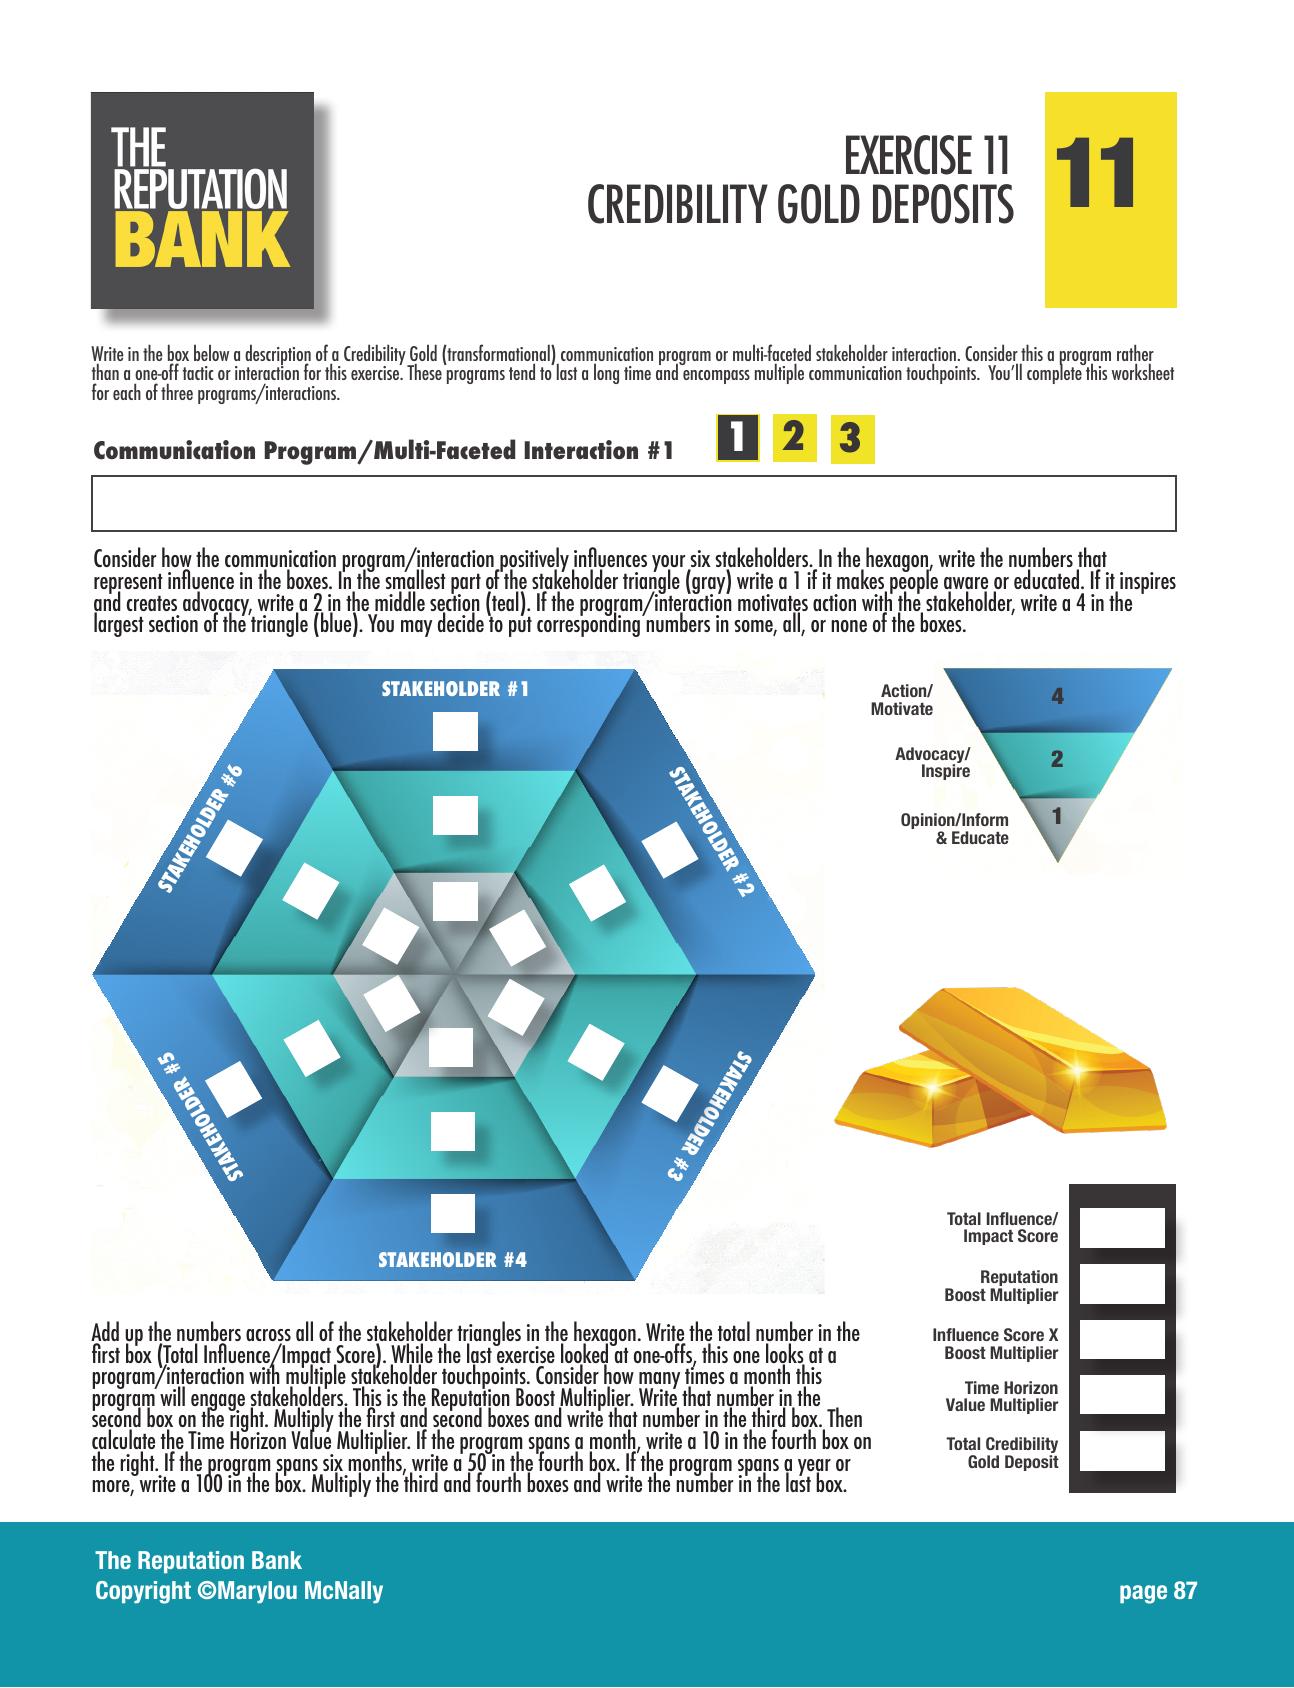 THE
REPUTATION
BANK
EXERCISE 11
CREDIBILITY GOLD DEPOSITS
11
Write in the box below a description of a Credibility Gold (transformational) communication program or multi-faceted stakeholder interaction. Consider this a program rather
than a one-off tactic or interaction for this exercise. These programs tend to last a long time and encompass multiple communication touchpoints.  You'll complete this worksheet
for each of three programs/interactions.
Communication Program/Multi-Faceted Interaction #1
1 2 3
Consider how the communication program/interaction positively influences your six stakeholders. In the hexagon, write the numbers that
represent influence in the boxes. In the smallest part of the stakeholder triangle (gray) write a 1 if it makes people aware or educated. If it inspires
and creates advocacy, write a 2 in the middle section (teal). If the program/interaction motivates action with the stakeholder, write a 4 in the
largest section of the triangle (blue). You may decide to put corresponding numbers in some, all, or none of the boxes.
STAKEHOLDER #1
STAKEHOLDER #2
STAKEHOLDER #3
STAKEHOLDER #4
STAKEHOLDER #5
STAKEHOLDER #6
Action/
Motivate
4
Advocacy/
Inspire
2
Opinion/Inform
& Educate
1
Total Influence/
Impact Score
Reputation
Boost Multiplier
Influence Score X
Boost Multiplier
Time Horizon
Value Multiplier
Total Credibility
Gold Deposit
Add up the numbers across all of the stakeholder triangles in the hexagon. Write the total number in the
first box (Total Influence/Impact Score). While the last exercise looked at one-offs, this one looks at a
program/interaction with multiple stakeholder touchpoints. Consider how many times a month this
program will engage stakeholders. This is the Reputation Boost Multiplier. Write that number in the
second box on the right. Multiply the first and second boxes and write that number in the third box. Then
calculate the Time Horizon Value Multiplier. If the program spans a month, write a 10 in the fourth box on
the right. If the program spans six months, write a 50 in the fourth box. If the program spans a year or
more, write a 100 in the box. Multiply the third and fourth boxes and write the number in the last box.
The Reputation Bank
Copyright ©Marylou McNally
page 87